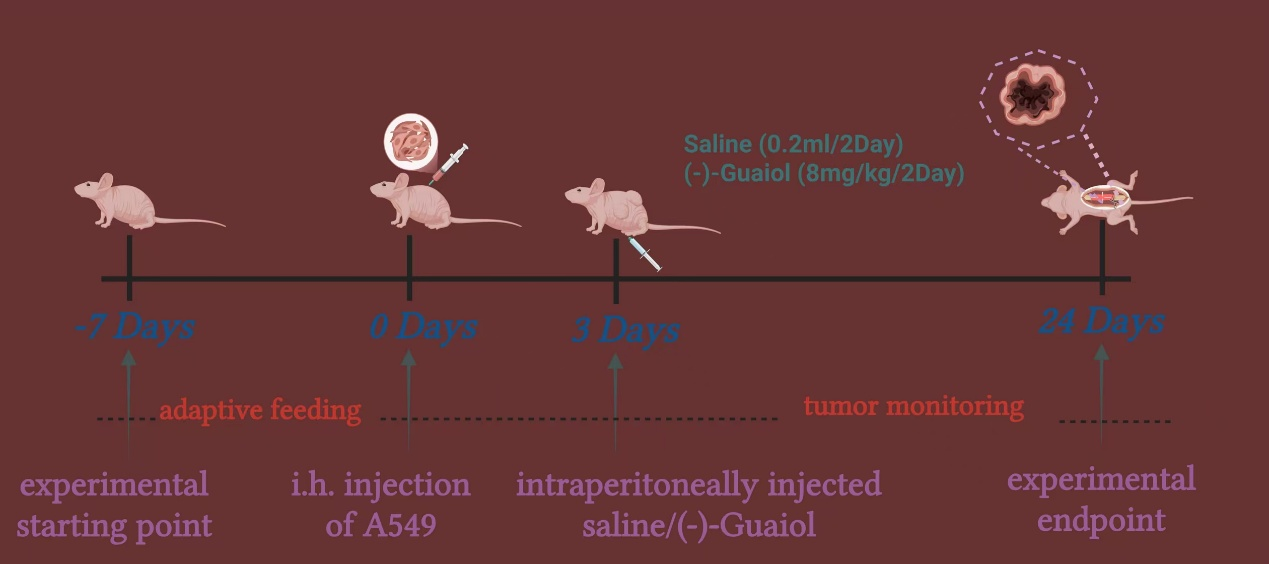 Saline (0.2ml/2Day)
(-)-Guaiol (8mg/kg/2Day)
-7 Days
0 Days
3 Days
24 Days
adaptive feeding
tumor monitoring
experimental
starting point
i.h. injection
of A549
intraperitoneally injected
saline/(-)-Guaiol
experimental
endpoint